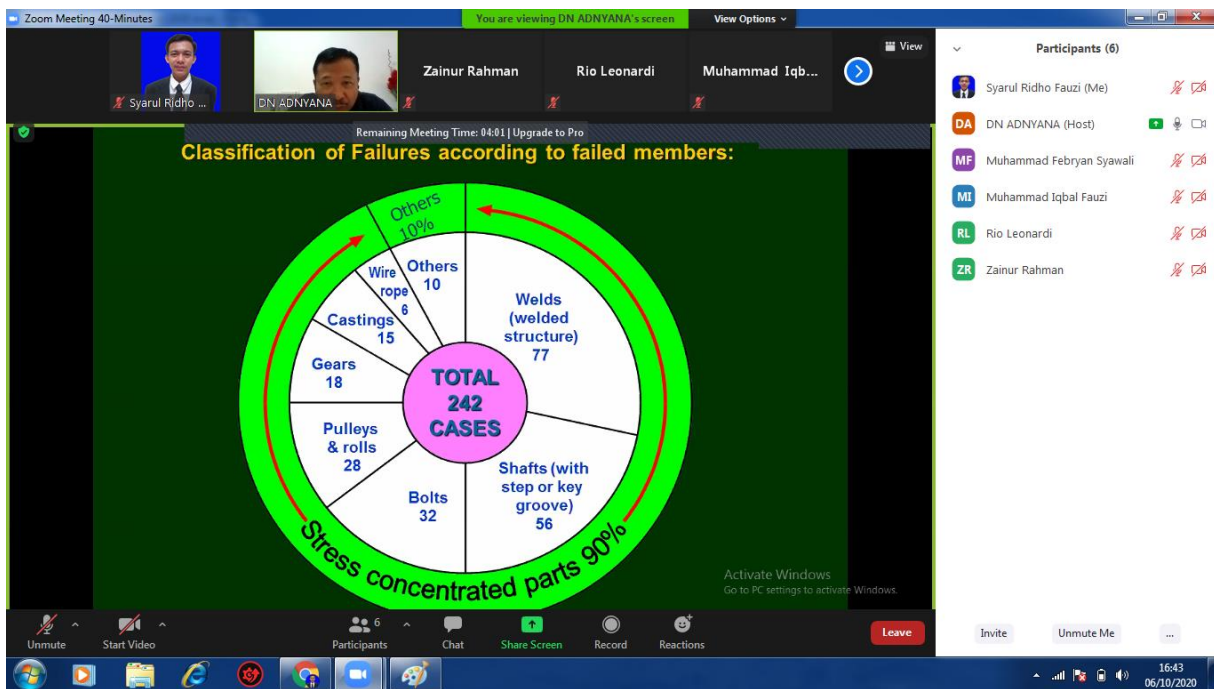 Zoom Meeting 40-Minutes
You are viewing DN ADNYANA's screen
View Options
Syarul Ridho ...
DN ADNYANA
Zainur Rahman
Rio Leonardi
Muhammad Iqb...
View
Remaining Meeting Time: 04:01 | Upgrade to Pro
Classification of Failures according to failed members:
Others
10%
Others
10
Wire
rope
6
Castings
15
Gears
18
Pulleys
& rolls
28
Bolts
32
Shafts (with
step or key
groove)
56
Welds
(welded
structure)
77
TOTAL
242
CASES
Stress concentrated parts 90%
Activate Windows
Go to PC settings to activate Windows.
Participants (6)
Syarul Ridho Fauzi (Me)
DA
DN ADNYANA (Host)
MF
Muhammad Febryan Syawali
MI
Muhammad Iqbal Fauzi
RL
Rio Leonardi
ZR
Zainur Rahman
Unmute
Start Video
6
Participants
Chat
Share Screen
Record
Reactions
Leave
Invite
Unmute Me
...
16:43
06/10/2020